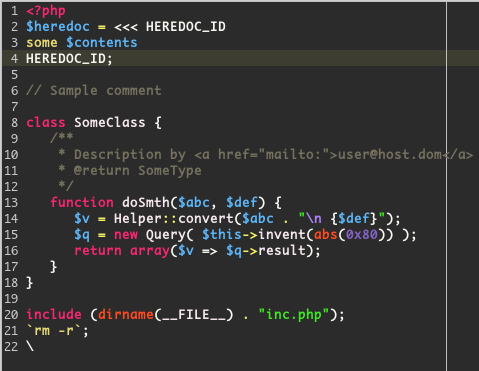 1 <?php
2 $heredoc = <<< HEREDOC_ID
3 some $contents
4 HEREDOC_ID;
5
6 // Sample comment
7
8 class SomeClass {
9    /**
10     * Description by <a href="mailto:">user@host.dom</a>
11     * @return SomeType
12     */
13    function doSmth($abc, $def) {
14       $v = Helper::convert($abc . "\n {$def}");
15       $q = new Query( $this->invent(abs(0x80)) );
16       return array($v => $q->result);
17    }
18 }
19
20 include (dirname(__FILE__) . "inc.php");
21 `rm -r`;
22 \